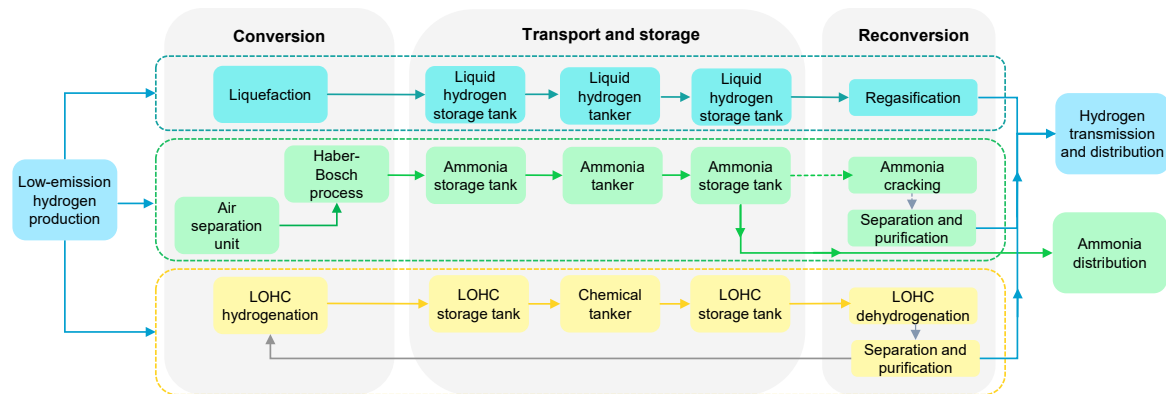 Conversion
Transport and storage
Reconversion
Liquefaction
Liquid
hydrogen
storage tank
Liquid
hydrogen
tanker
Liquid
hydrogen
storage tank
Regasification
Hydrogen
transmission
and distribution
Low-emission
hydrogen
production
Haber-
Bosch
process
Air
separation
unit
Ammonia
storage tank
Ammonia
tanker
Ammonia
storage tank
Ammonia
cracking
Separation and
purification
Ammonia
distribution
LOHC
hydrogenation
LOHC
storage tank
Chemical
tanker
LOHC
storage tank
LOHC
dehydrogenation
Separation and
purification